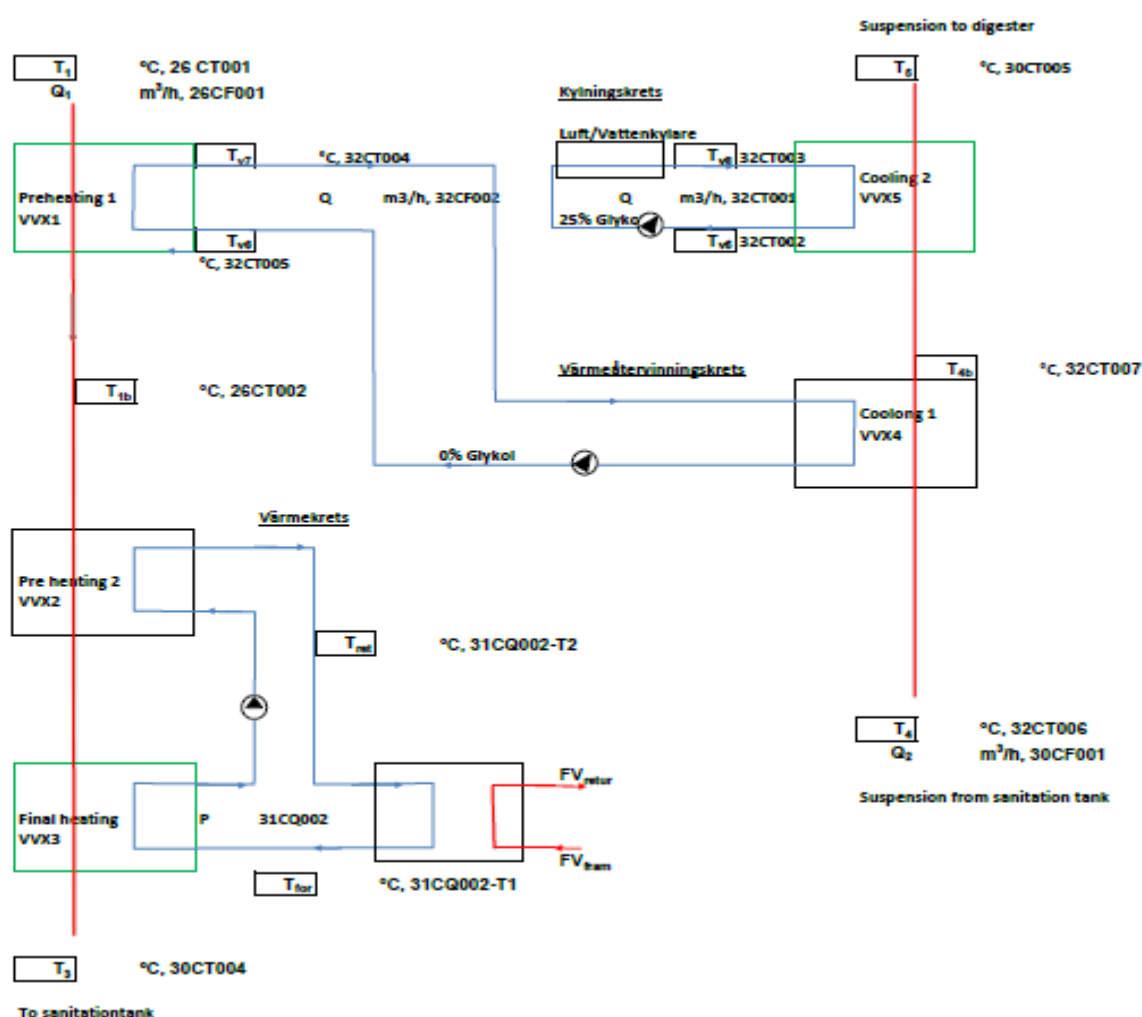 Suspension to digester
T1 °C, 26 CT001
Q1 m³/h, 26CF001
T5 °C, 30CT005
Kylningskrets
Luft/Vattenkylare
Tv7 °C, 32CT004
Tv8 32CT003
Preheating 1
VVX1
Q m3/h, 32CF002
Q m3/h, 32CT001
Cooling 2
VVX5
25% Glyko
Tv6 °C, 32CT005
Tv6 32CT002
T1b °C, 26CT002
Värmeåtervinningskrets
T4b °C, 32CT007
Coolong 1
VVX4
0% Glykol
Värmekrets
Pre heating 2
VVX2
Tret °C, 31CQ002-T2
T4 °C, 32CT006
Q2 m³/h, 30CF001
Suspension from sanitation tank
FVretur
Final heating
VVX3
P 31CQ002
FVfram
Tfor °C, 31CQ002-T1
T3 °C, 30CT004
To sanitationtank